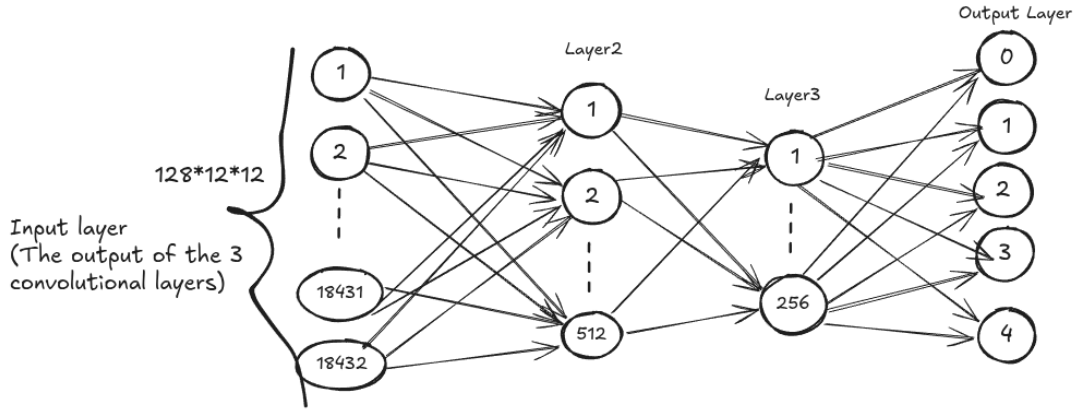 Output Layer
Layer2
Layer3
1
2
18431
18432
1
2
512
1
256
0
1
2
3
4
128*12*12
Input layer
(The output of the 3
convolutional layers)